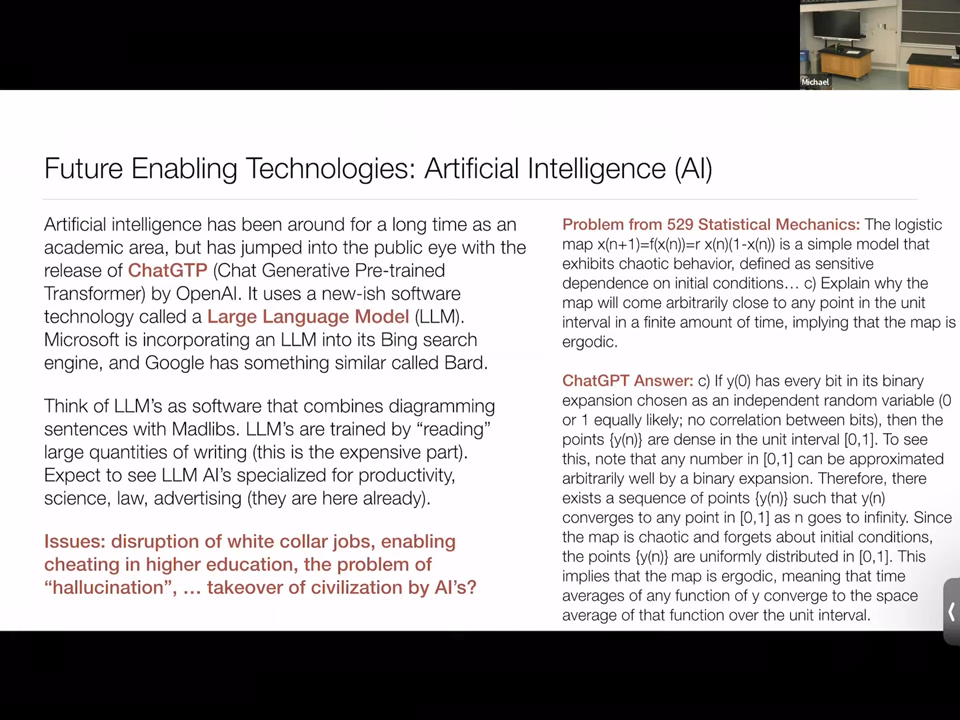 Michael
Future Enabling Technologies: Artificial Intelligence (AI)
Artificial intelligence has been around for a long time as an
academic area, but has jumped into the public eye with the
release of ChatGTP (Chat Generative Pre-trained
Transformer) by OpenAI. It uses a new-ish software
technology called a Large Language Model (LLM).
Microsoft is incorporating an LLM into its Bing search
engine, and Google has something similar called Bard.
Think of LLM’s as software that combines diagramming
sentences with Madlibs. LLM’s are trained by “reading”
large quantities of writing (this is the expensive part).
Expect to see LLM AI’s specialized for productivity,
science, law, advertising (they are here already).
Issues: disruption of white collar jobs, enabling
cheating in higher education, the problem of
“hallucination”, … takeover of civilization by AI’s?
Problem from 529 Statistical Mechanics: The logistic
map x(n+1)=f(x(n))=r x(n)(1-x(n)) is a simple model that
exhibits chaotic behavior, defined as sensitive
dependence on initial conditions… c) Explain why the
map will come arbitrarily close to any point in the unit
interval in a finite amount of time, implying that the map is
ergodic.
ChatGPT Answer: c) If y(0) has every bit in its binary
expansion chosen as an independent random variable (0
or 1 equally likely; no correlation between bits), then the
points {y(n)} are dense in the unit interval [0,1]. To see
this, note that any number in [0,1] can be approximated
arbitrarily well by a binary expansion. Therefore, there
exists a sequence of points {y(n)} such that y(n)
converges to any point in [0,1] as n goes to infinity. Since
the map is chaotic and forgets about initial conditions,
the points {y(n)} are uniformly distributed in [0,1]. This
implies that the map is ergodic, meaning that time
averages of any function of y converge to the space
average of that function over the unit interval.